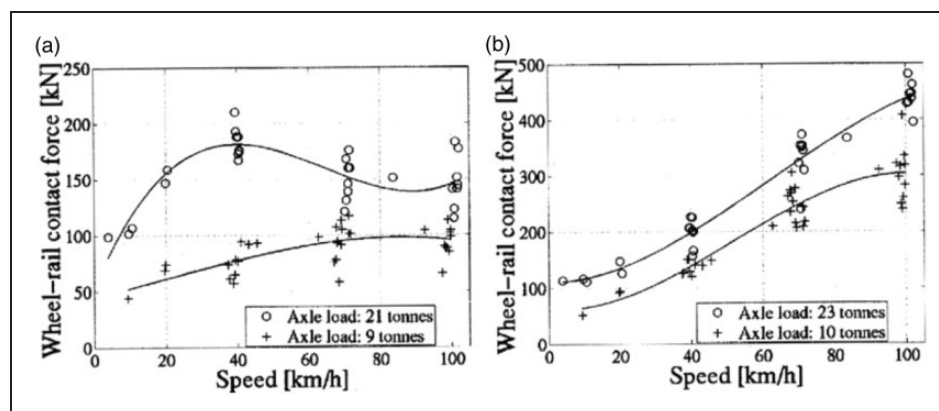 (a)
Wheel–rail contact force [kN]
250
200
150
100
50
0
0
20
40
60
80
100
Axle load: 21 tonnes
Axle load: 9 tonnes
Speed [km/h]
(b)
Wheel–rail contact force [kN]
500
400
300
200
100
0
0
20
40
60
80
100
Axle load: 23 tonnes
Axle load: 10 tonnes
Speed [km/h]